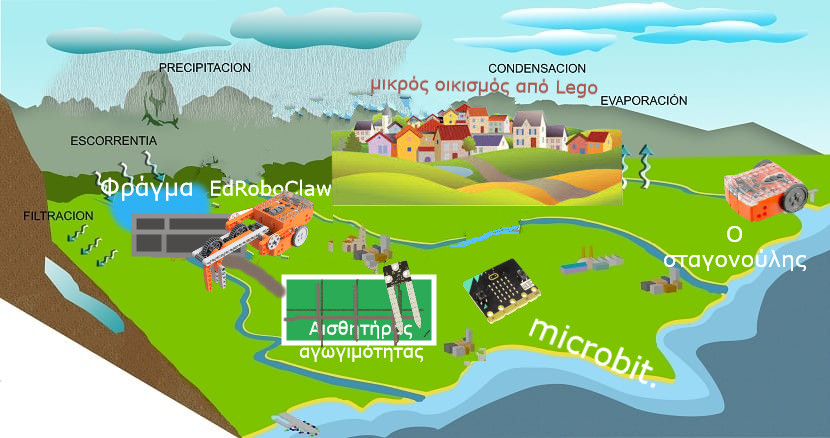 PRECIPITACION
CONDENSACION
μικρός οικισμός από Lego
EVAPORACIÓN
ESCORRENTIA
Φράγμα
EdRoboClaw
FILTRACION
Ο
σταγονούλης
Αισθητήρας
αγωγιμότητας
microbit.